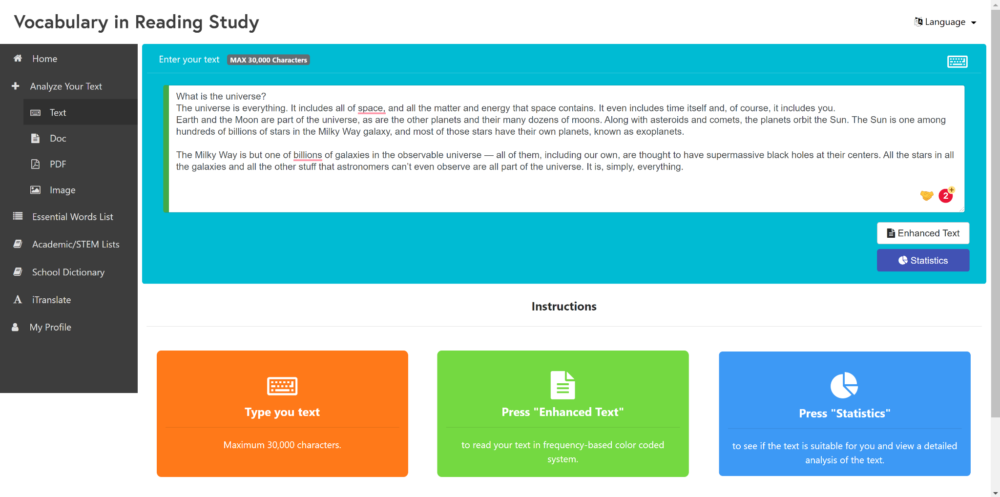 Vocabulary in Reading Study
Language
Home
Analyze Your Text
Text
Doc
PDF
Image
Essential Words List
Academic/STEM Lists
School Dictionary
iTranslate
My Profile
Enter your text MAX 30,000 Characters
What is the universe?
The universe is everything. It includes all of space, and all the matter and energy that space contains. It even includes time itself and, of course, it includes you.
Earth and the Moon are part of the universe, as are the other planets and their many dozens of moons. Along with asteroids and comets, the planets orbit the Sun. The Sun is one among
hundreds of billions of stars in the Milky Way galaxy, and most of those stars have their own planets, known as exoplanets.
The Milky Way is but one of billions of galaxies in the observable universe — all of them, including our own, are thought to have supermassive black holes at their centers. All the stars in all
the galaxies and all the other stuff that astronomers can’t even observe are all part of the universe. It is, simply, everything.
2+
Enhanced Text
Statistics
Instructions
Type you text
Maximum 30,000 characters.
Press "Enhanced Text"
to read your text in frequency-based color coded
system.
Press "Statistics"
to see if the text is suitable for you and view a detailed
analysis of the text.